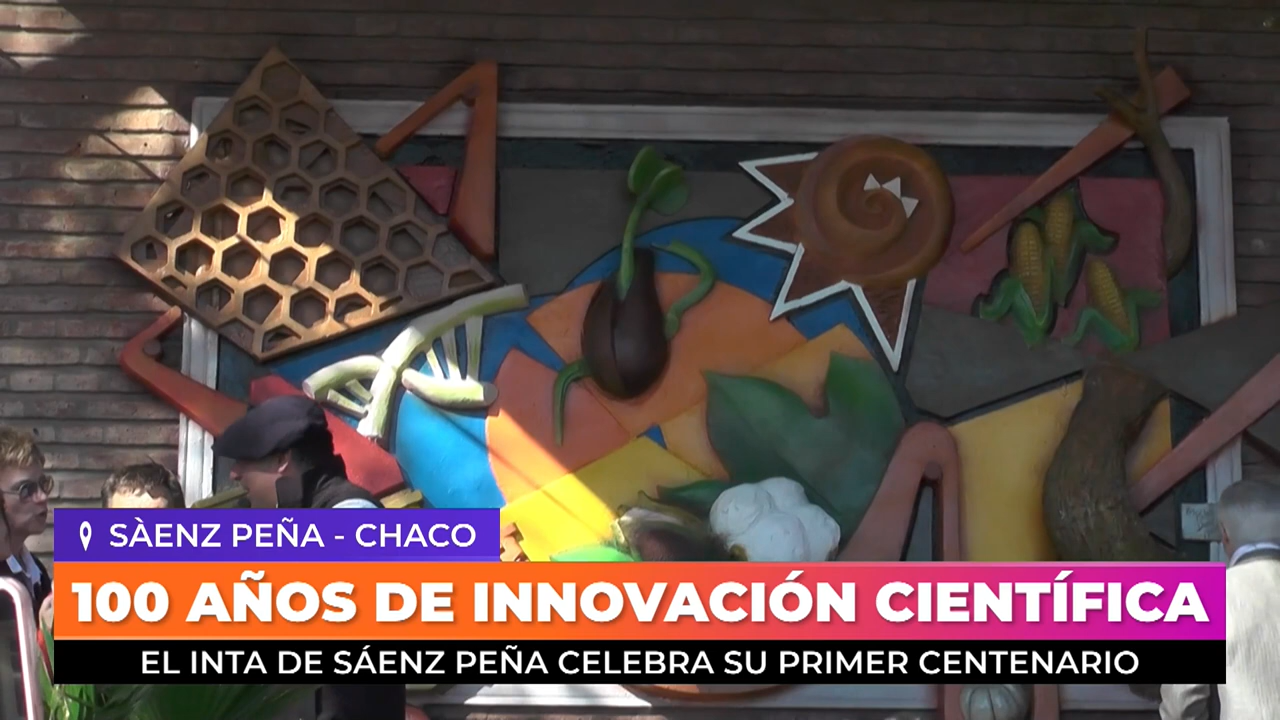 SÀENZ PEÑA - CHACO
100 AÑOS DE INNOVACIÓN CIENTÍFICA
EL INTA DE SÁENZ PEÑA CELEBRA SU PRIMER CENTENARIO